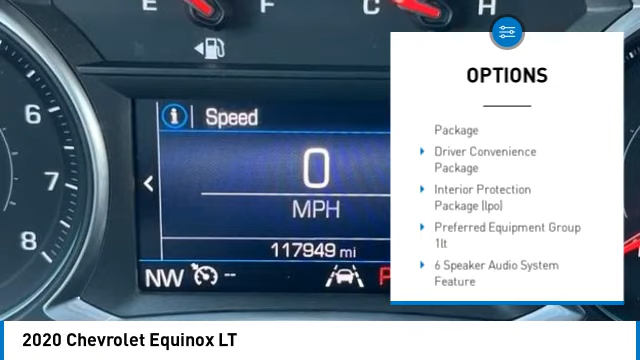 E F C H
6
7
8
Speed
0
MPH
117949 mi
NW --
P
OPTIONS
Package
Driver Convenience
Package
Interior Protection
Package (lpo)
Preferred Equipment Group
1lt
6 Speaker Audio System
Feature
2020 Chevrolet Equinox LT